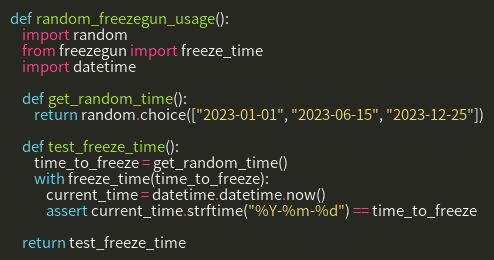 def random_freezegun_usage():
    import random
    from freezegun import freeze_time
    import datetime

    def get_random_time():
        return random.choice(["2023-01-01", "2023-06-15", "2023-12-25"])

    def test_freeze_time():
        time_to_freeze = get_random_time()
        with freeze_time(time_to_freeze):
            current_time = datetime.datetime.now()
            assert current_time.strftime("%Y-%m-%d") == time_to_freeze

    return test_freeze_time